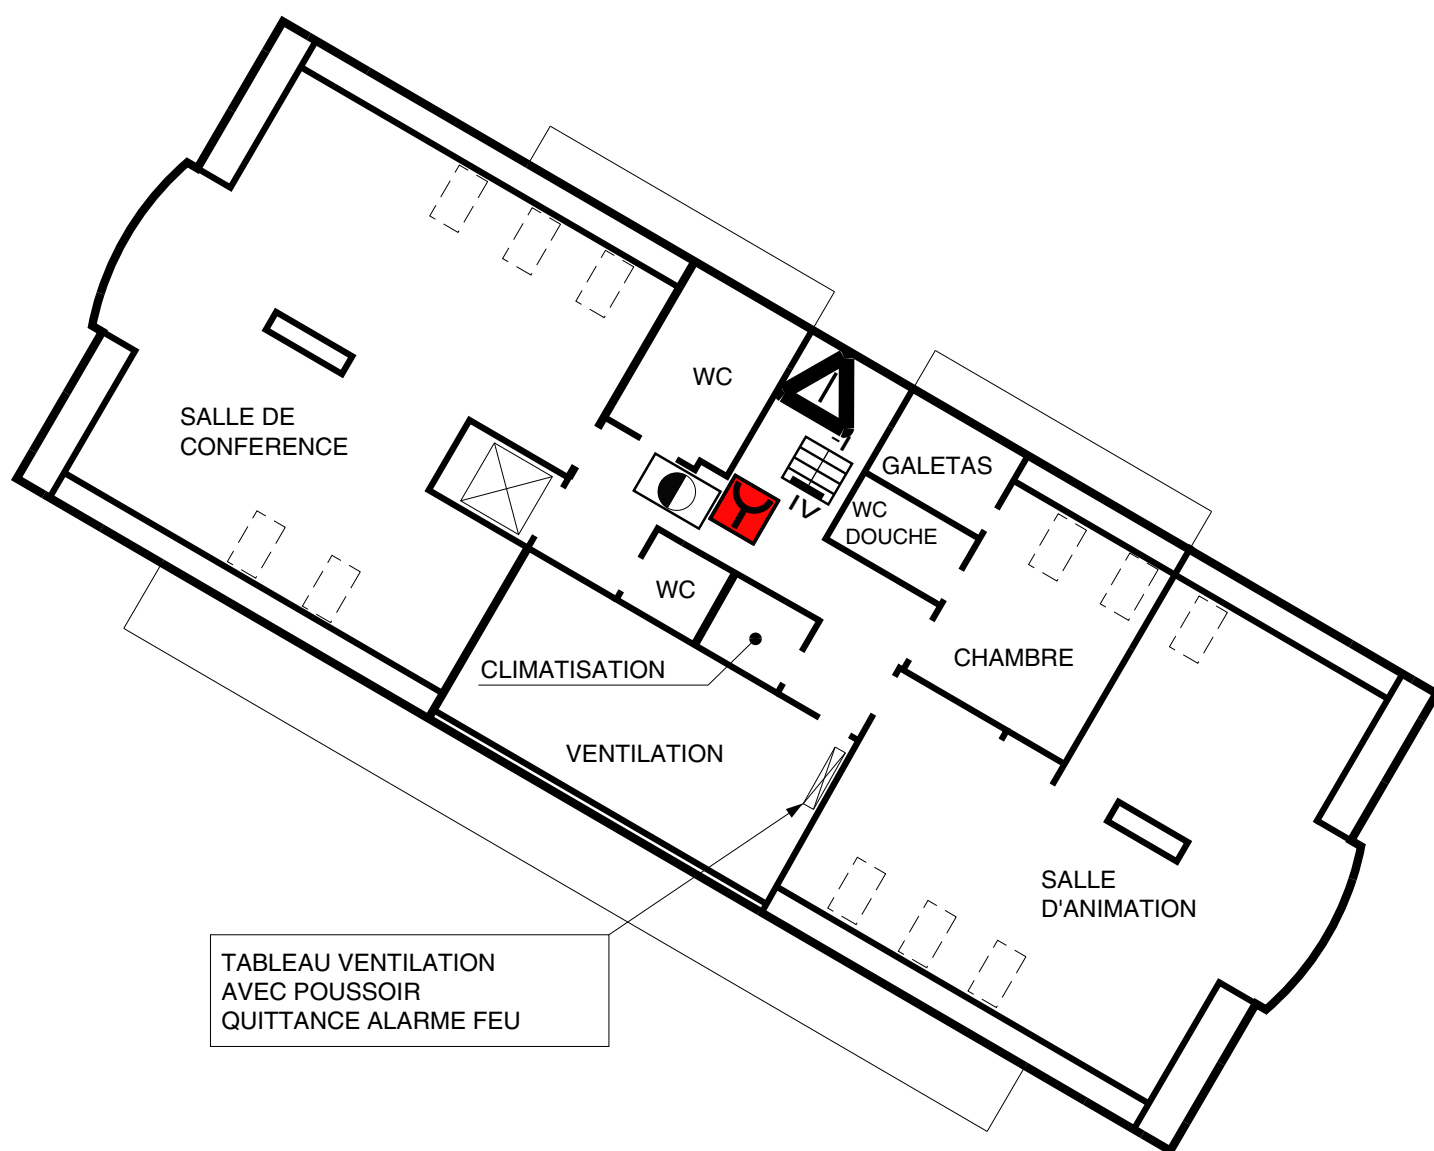 WC
SALLE DE
CONFERENCE
GALETAS
WC
DOUCHE
WC
CLIMATISATION
CHAMBRE
VENTILATION
SALLE
D'ANIMATION
TABLEAU VENTILATION
AVEC POUSSOIR
QUITTANCE ALARME FEU